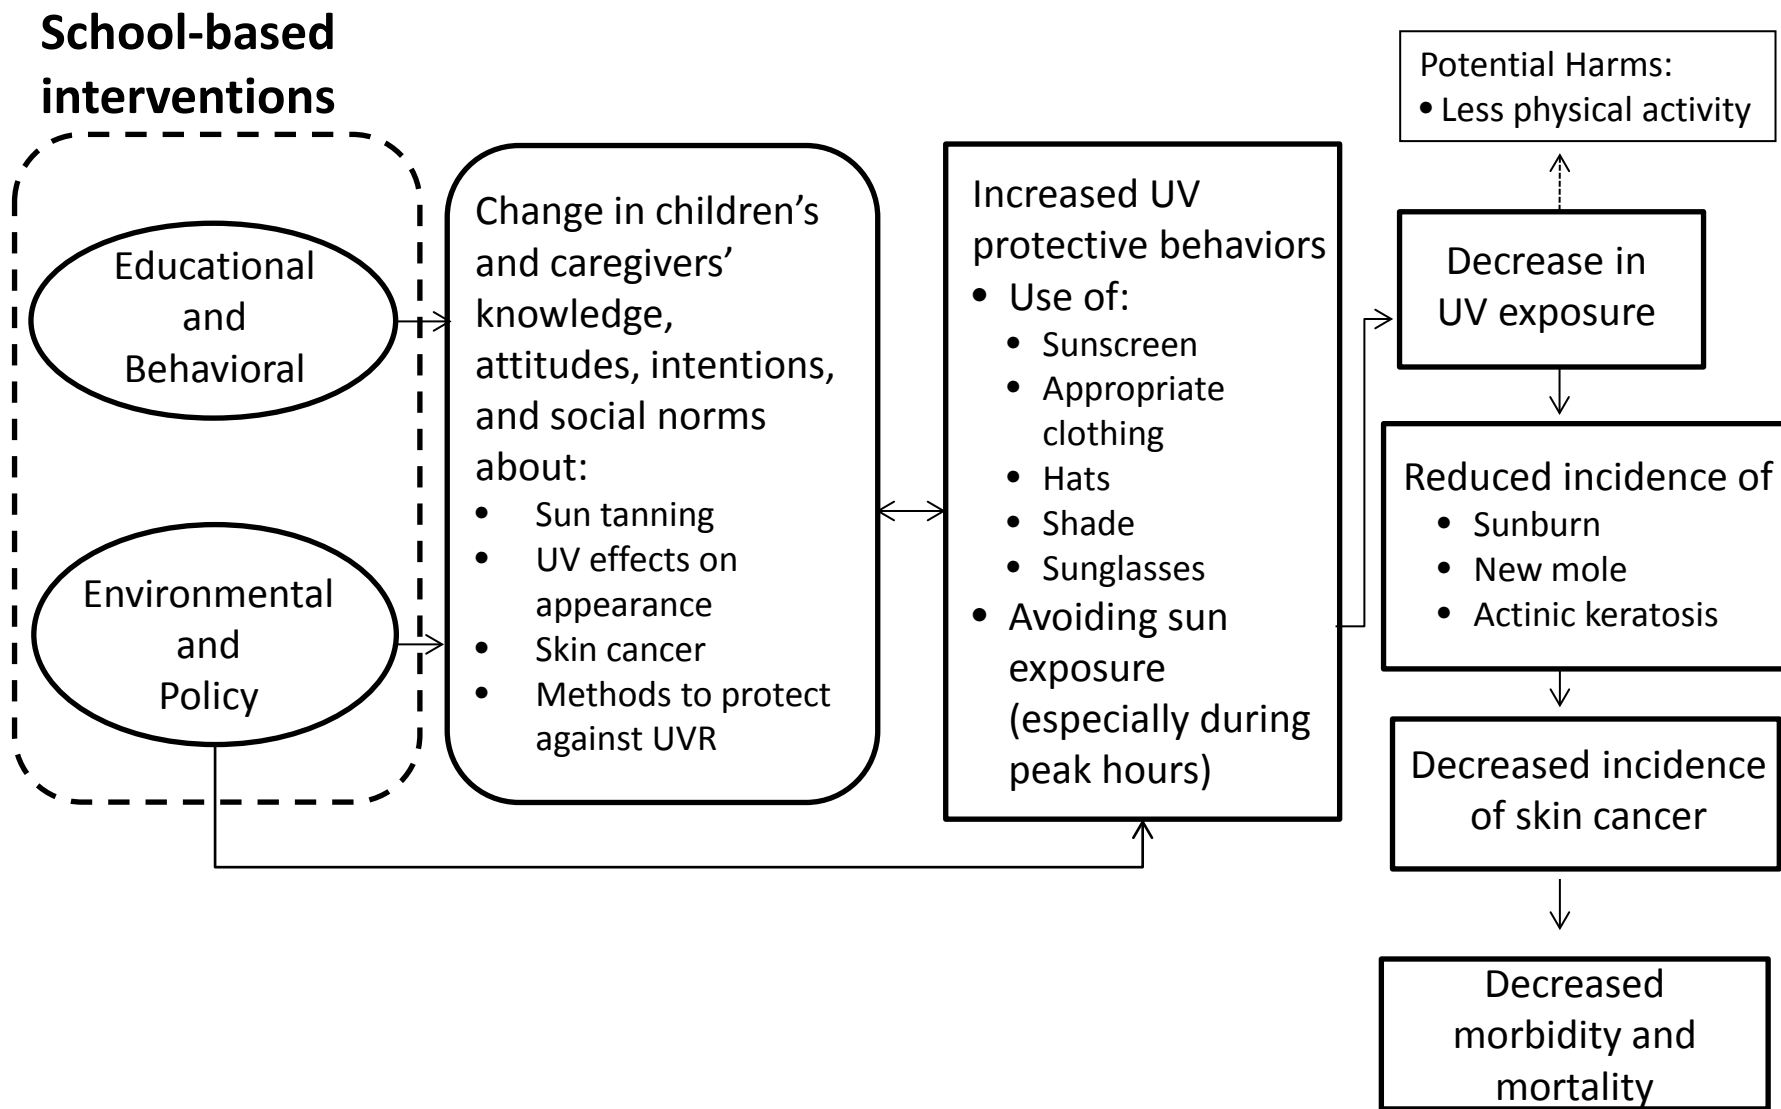 School-based
interventions
Educational
and
Behavioral
Environmental
and
Policy
Change in children’s
and caregivers’
knowledge,
attitudes, intentions,
and social norms
about:
• Sun tanning
• UV effects on
appearance
• Skin cancer
• Methods to protect
against UVR
Increased UV
protective behaviors
• Use of:
• Sunscreen
• Appropriate
clothing
• Hats
• Shade
• Sunglasses
• Avoiding sun
exposure
(especially during
peak hours)
Potential Harms:
• Less physical activity
Decrease in
UV exposure
Reduced incidence of
• Sunburn
• New mole
• Actinic keratosis
Decreased incidence
of skin cancer
Decreased
morbidity and
mortality